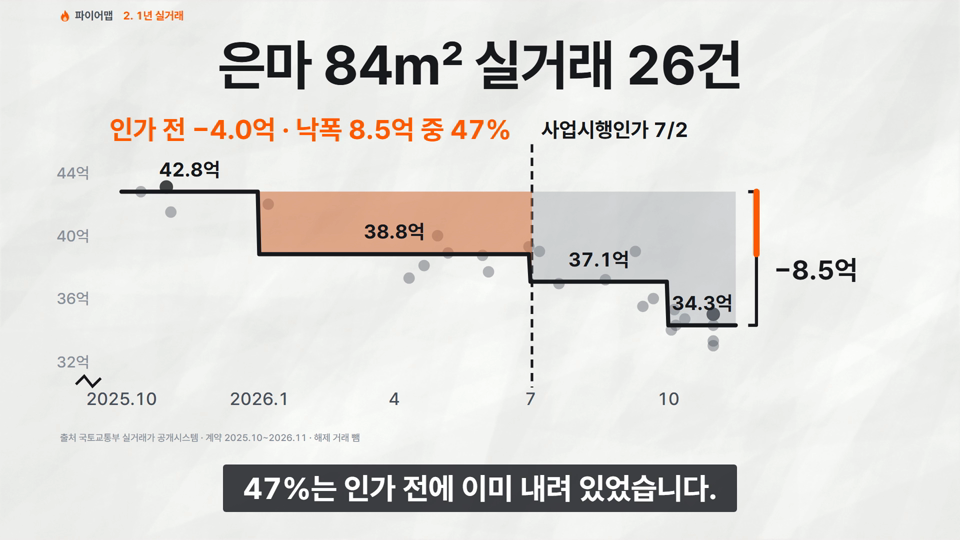 파이어맵 2. 1년 실거래
은마 84m² 실거래 26건
인가 전 −4.0억 · 낙폭 8.5억 중 47%
사업시행인가 7/2
44억
42.8억
40억
38.8억
37.1억
−8.5억
36억
34.3억
32억
2025.10 2026.1 4 7 10
출처 국토교통부 실거래가 공개시스템 · 계약 2025.10~2026.11 · 해제 거래 뺌
47%는 인가 전에 이미 내려 있었습니다.